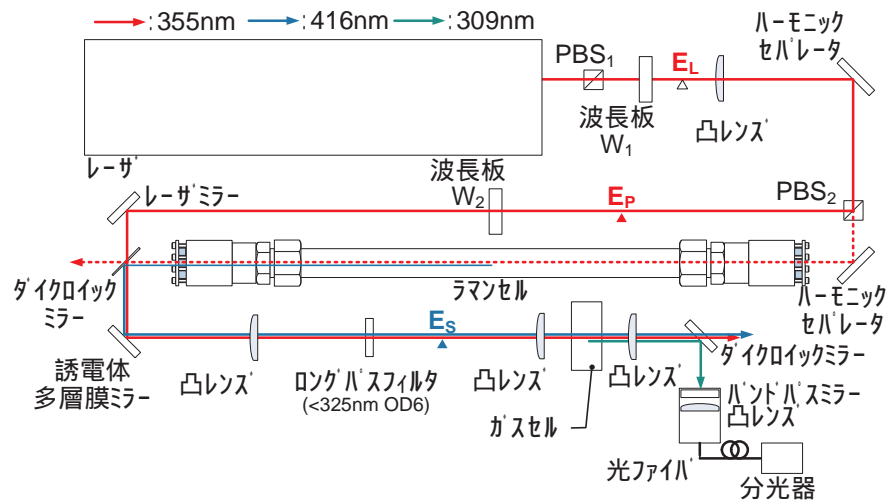 :355nm :416nm :309nm
ハーモニック
セパレータ
PBS1
EL
波長板
W1
凸レンズ
レーザ
レーザミラー
波長板
W2
EP
PBS2
ダイクロイック
ミラー
ラマンセル
ハーモニック
セパレータ
ES
誘電体
多層膜ミラー
凸レンズ
ロングパスフィルタ
(<325nm OD6)
凸レンズ
凸レンズ
ダイクロイックミラー
ガスセル
バンドパスミラー
凸レンズ
光ファイバ
分光器